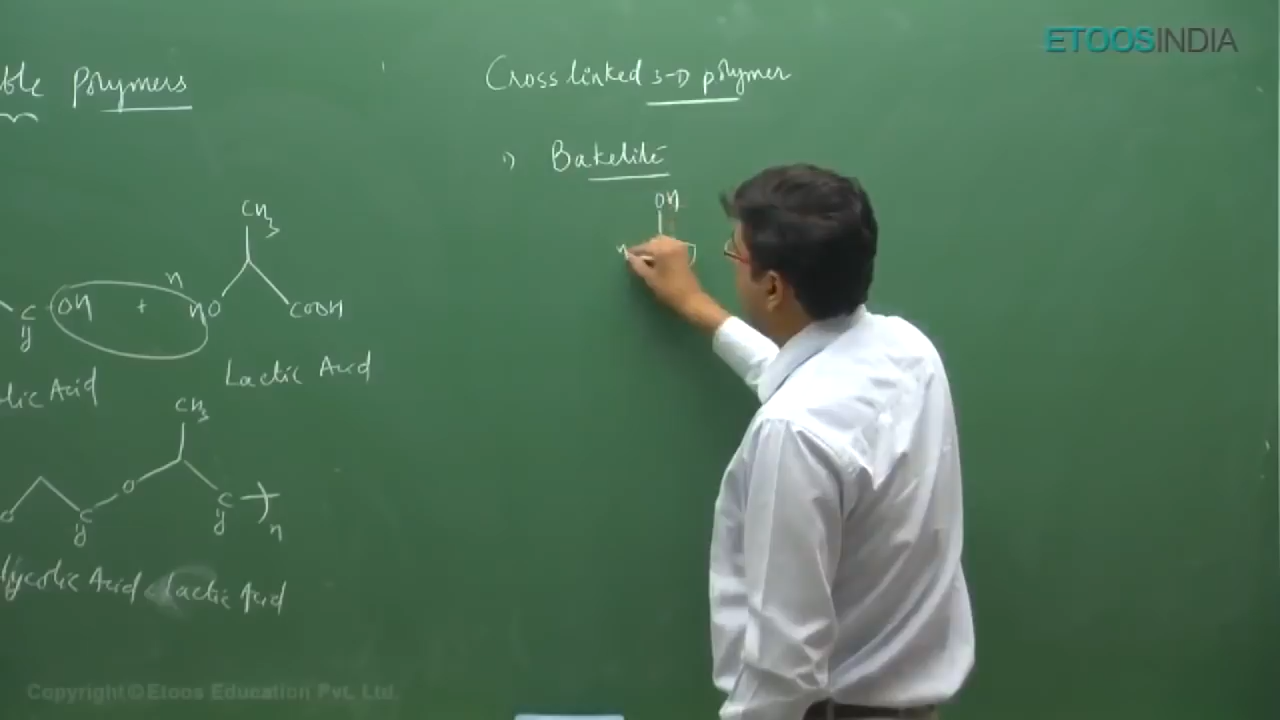 ETOOSINDIA
ble Polymers
Cross linked 3-D polymer
1) Bakelite
OH
n
CH3
n
C OH + HO COOH
lic Acid
Lactic Acid
CH3
O
O C
C )n
lycolic Acid Lactic Acid
Copyright © Etoos Education Pvt. Ltd.